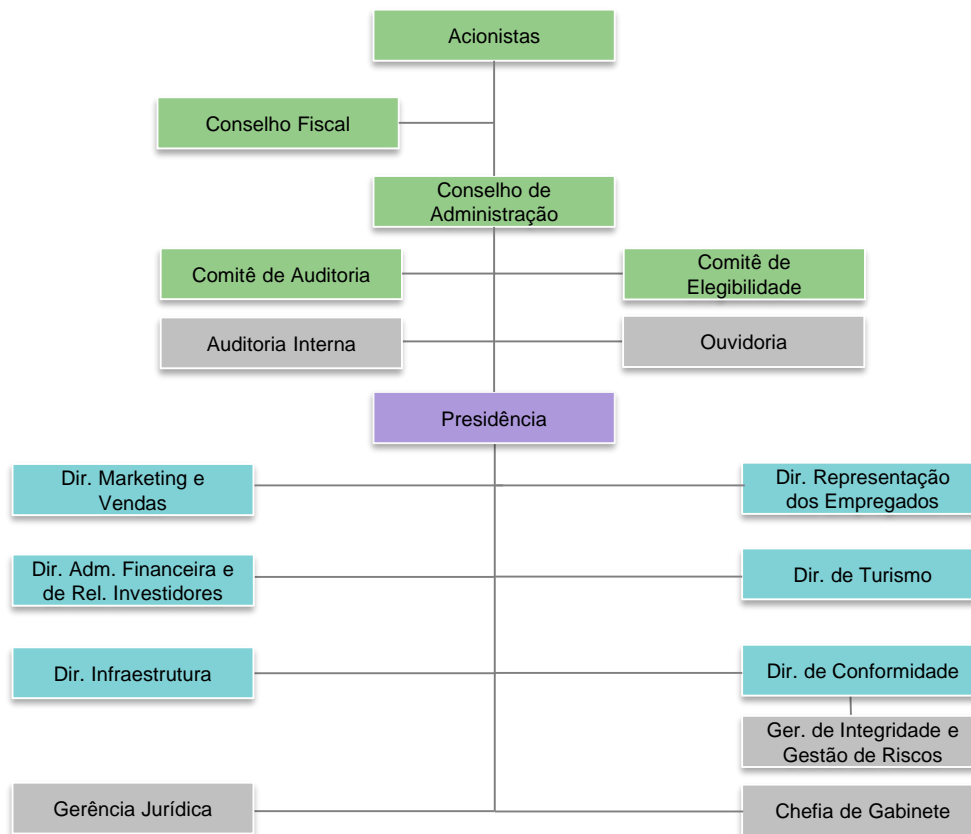 Acionistas
Conselho Fiscal
Conselho de
Administração
Comitê de Auditoria
Comitê de
Elegibilidade
Auditoria Interna
Ouvidoria
Presidência
Dir. Marketing e
Vendas
Dir. Representação
dos Empregados
Dir. Adm. Financeira e
de Rel. Investidores
Dir. de Turismo
Dir. Infraestrutura
Dir. de Conformidade
Ger. de Integridade e
Gestão de Riscos
Gerência Jurídica
Chefia de Gabinete